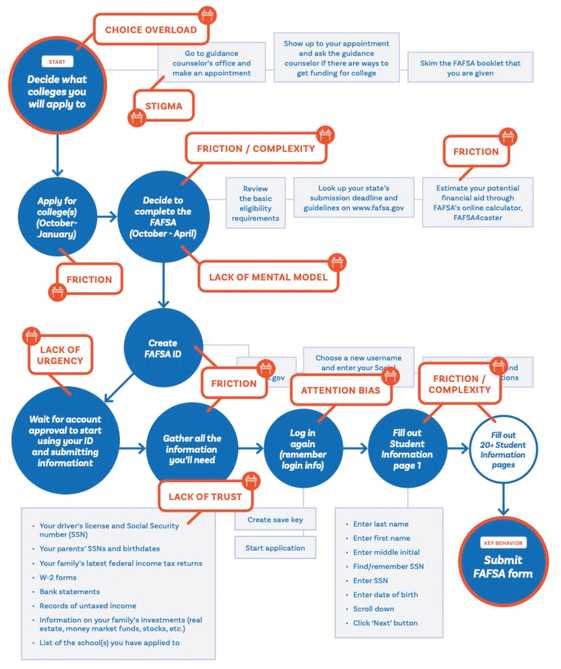 CHOICE OVERLOAD
START
Decide what
colleges you
will apply to
Go to guidance
counselor's office and
make an appointment
Show up to your appointment
and ask the guidance
counselor if there are ways to
get funding for college
Skim the FAFSA booklet that
you are given
STIGMA
FRICTION / COMPLEXITY
FRICTION
Apply for
college(s)
(October-
January)
Decide to
complete the
FAFSA
(October - April)
Review
the basic
eligibility
requirements
Look up your state's
submission deadline and
guidelines on www.fafsa.gov
Estimate your potential
financial aid through
FAFSA's online calculator,
FAFSA4caster
FRICTION
LACK OF MENTAL MODEL
Create
FAFSA ID
LACK OF
URGENCY
.gov
Choose a new username
and enter your Social
nd
tions
FRICTION
ATTENTION BIAS
FRICTION /
COMPLEXITY
Wait for account
approval to start
using your ID
and submitting
informationt
Gather all the
information
you'll need
Log in
again
(remember
login info)
Fill out
Student
Information
page 1
Fill out
20+ Student
Information
pages
LACK OF TRUST
Your driver's license and Social Security
number (SSN)
Your parents' SSNs and birthdates
Your family's latest federal income tax returns
W-2 forms
Bank statements
Records of untaxed income
Information on your family's investments (real
estate, money market funds, stocks, etc.)
List of the school(s) you have applied to
Create save key
Start application
Enter last name
Enter first name
Enter middle initial
Find/remember SSN
Enter SSN
Enter date of birth
Scroll down
Click 'Next' button
KEY BEHAVIOR
Submit
FAFSA form